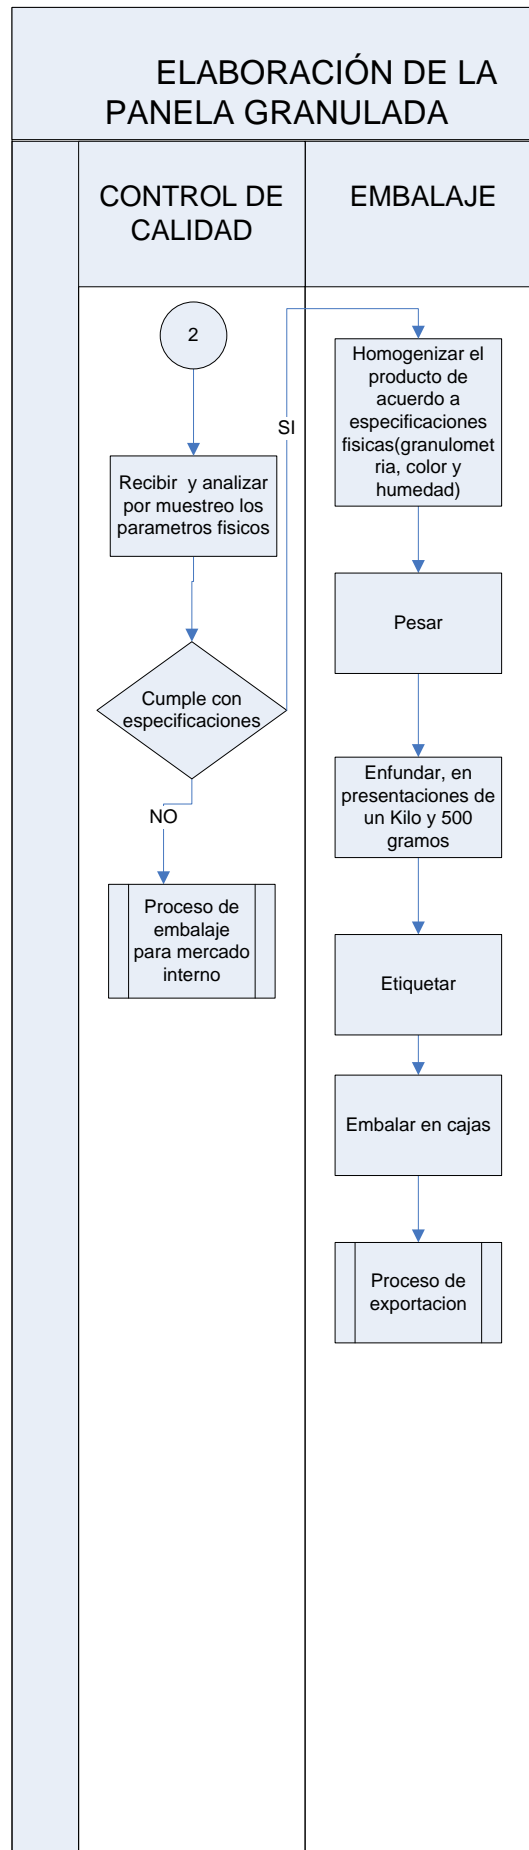 ELABORACIÓN DE LA
PANELA GRANULADA
CONTROL DE
CALIDAD
EMBALAJE
2
Recibir y analizar
por muestreo los
parametros fisicos
Cumple con
especificaciones
SI
NO
Proceso de
embalaje
para mercado
interno
Homogenizar el
producto de
acuerdo a
especificaciones
fisicas(granulomet
ria, color y
humedad)
Pesar
Enfundar, en
presentaciones de
un Kilo y 500
gramos
Etiquetar
Embalar en cajas
Proceso de
exportacion